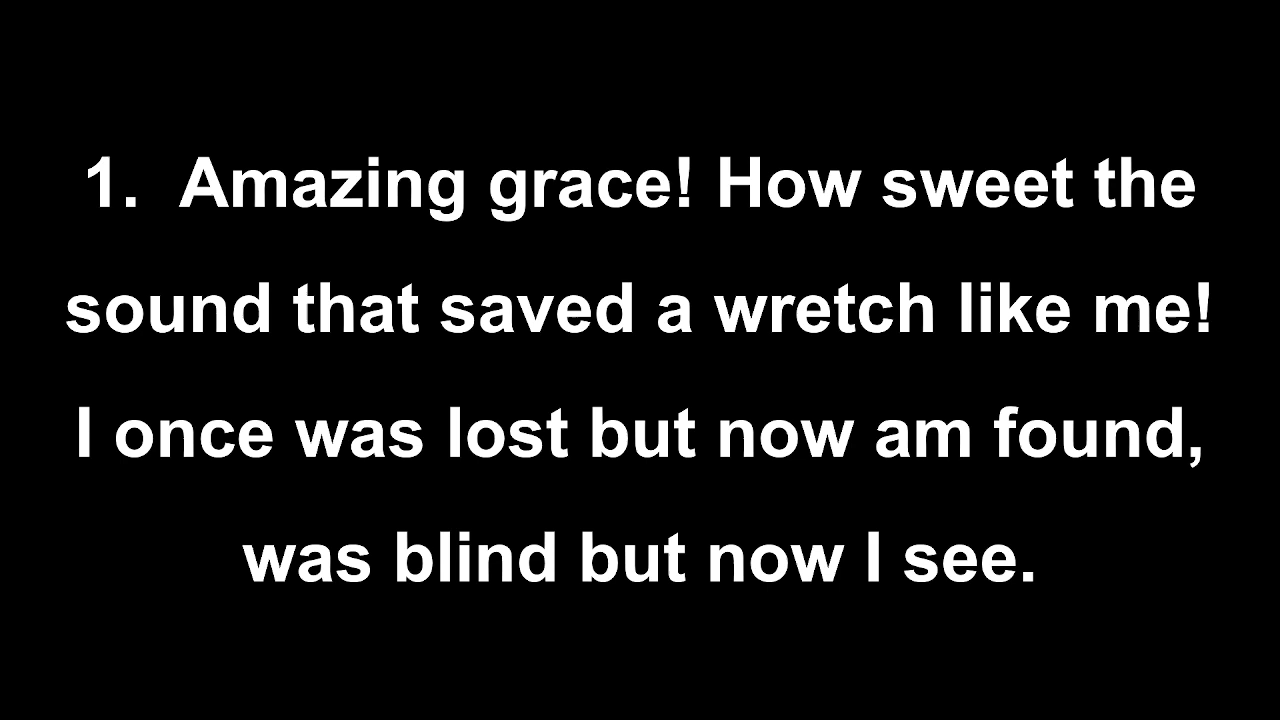 1.  Amazing grace! How sweet the
sound that saved a wretch like me!
I once was lost but now am found,
was blind but now I see.